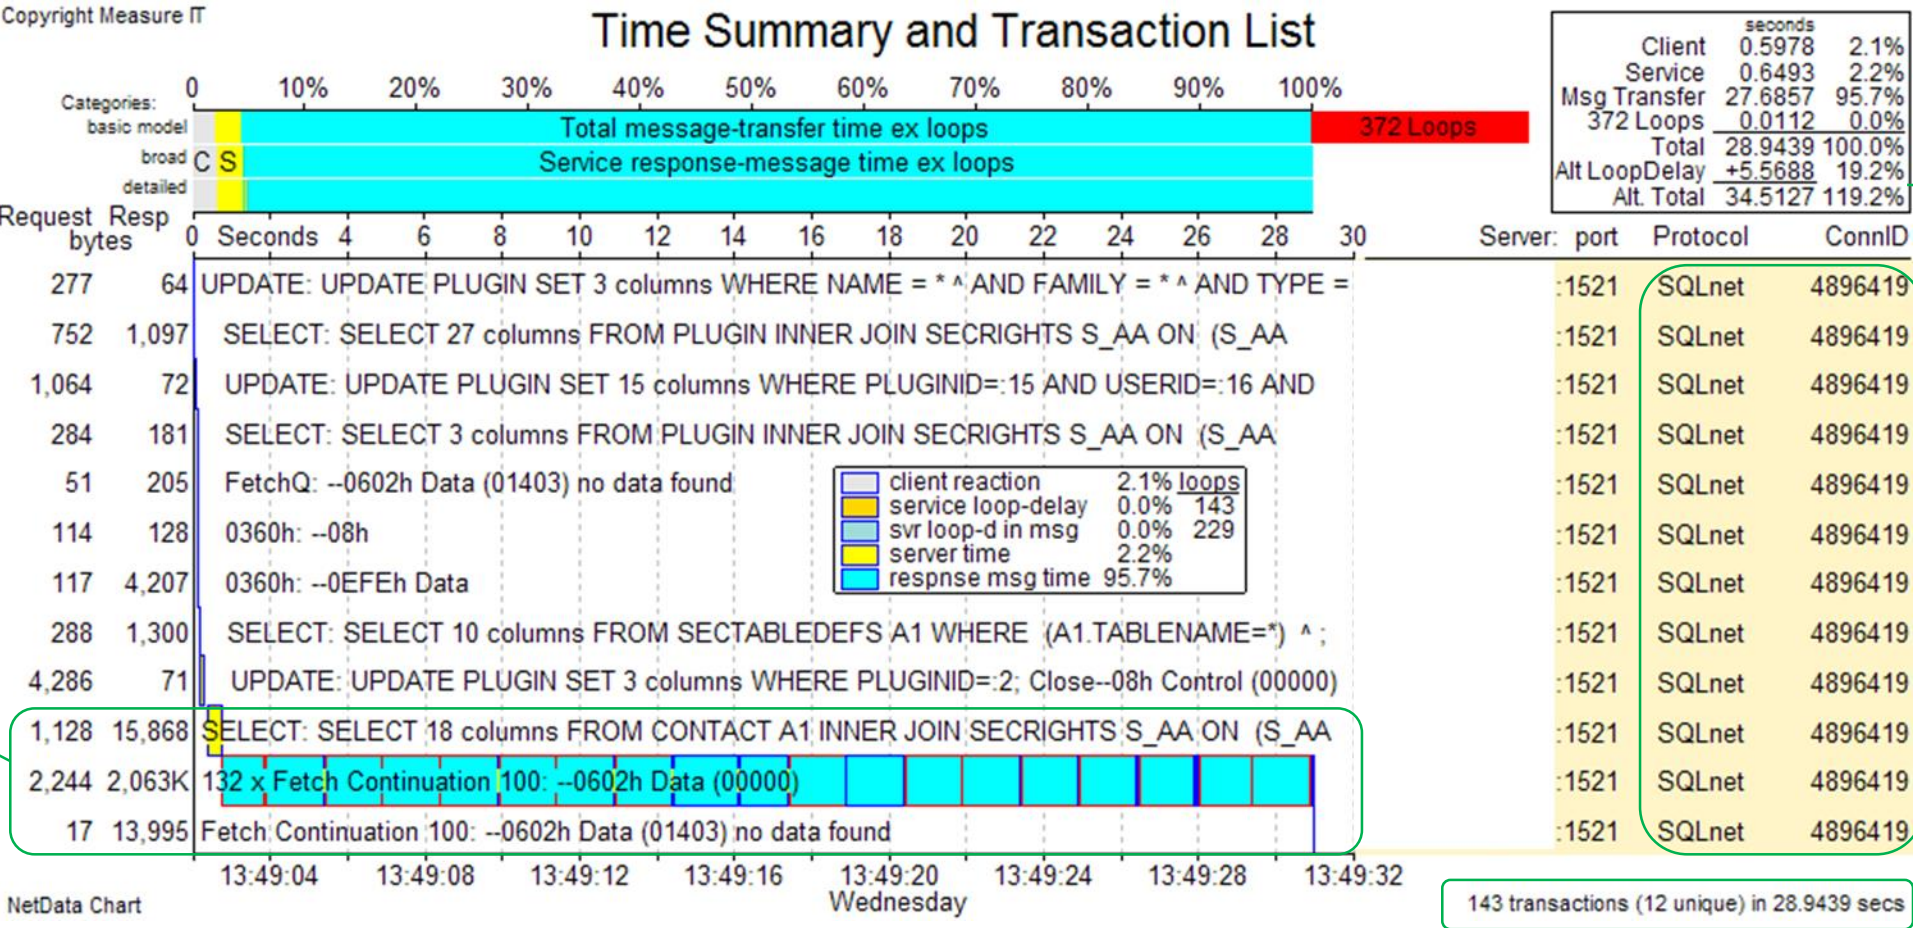 Copyright Measure IT
Time Summary and Transaction List
seconds
Client 0.5978 2.1%
Service 0.6493 2.2%
Msg Transfer 27.6857 95.7%
372 Loops 0.0112 0.0%
Total 28.9439 100.0%
Alt LoopDelay +5.5688 19.2%
Alt. Total 34.5127 119.2%
0 10% 20% 30% 40% 50% 60% 70% 80% 90% 100%
Categories:
basic model Total message-transfer time ex loops 372 Loops
broad C S Service response-message time ex loops
detailed
Request Resp
bytes 0 Seconds 4 6 8 10 12 14 16 18 20 22 24 26 28 30 Server: port Protocol ConnID
277 64 UPDATE: UPDATE PLUGIN SET 3 columns WHERE NAME = * ^ AND FAMILY = * ^ AND TYPE = :1521 SQLnet 4896419
752 1,097 SELECT: SELECT 27 columns FROM PLUGIN INNER JOIN SECRIGHTS S_AA ON (S_AA :1521 SQLnet 4896419
1,064 72 UPDATE: UPDATE PLUGIN SET 15 columns WHERE PLUGINID=:15 AND USERID=:16 AND :1521 SQLnet 4896419
284 181 SELECT: SELECT 3 columns FROM PLUGIN INNER JOIN SECRIGHTS S_AA ON (S_AA :1521 SQLnet 4896419
51 205 FetchQ: --0602h Data (01403) no data found :1521 SQLnet 4896419
114 128 0360h: --08h :1521 SQLnet 4896419
117 4,207 0360h: --0EFEh Data :1521 SQLnet 4896419
client reaction 2.1% loops
service loop-delay 0.0% 143
svr loop-d in msg 0.0% 229
server time 2.2%
respnse msg time 95.7%
288 1,300 SELECT: SELECT 10 columns FROM SECTABLEDEFS A1 WHERE (A1.TABLENAME=*) ^ ; :1521 SQLnet 4896419
4,286 71 UPDATE: UPDATE PLUGIN SET 3 columns WHERE PLUGINID=:2; Close--08h Control (00000) :1521 SQLnet 4896419
1,128 15,868 SELECT: SELECT 18 columns FROM CONTACT A1 INNER JOIN SECRIGHTS S_AA ON (S_AA :1521 SQLnet 4896419
2,244 2,063K 132 x Fetch Continuation 100: --0602h Data (00000) :1521 SQLnet 4896419
17 13,995 Fetch Continuation 100: --0602h Data (01403) no data found :1521 SQLnet 4896419
13:49:04 13:49:08 13:49:12 13:49:16 13:49:20 13:49:24 13:49:28 13:49:32
Wednesday
NetData Chart
143 transactions (12 unique) in 28.9439 secs